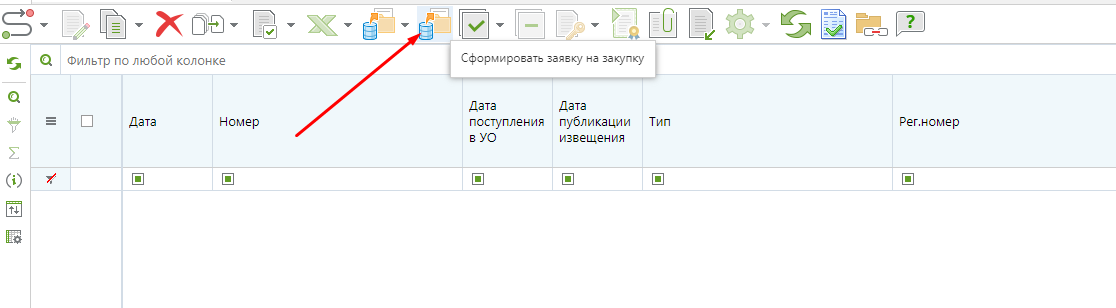 Сформировать заявку на закупку
Фильтр по любой колонке
Дата
Номер
Дата
поступления
в УО
Дата
публикации
извещения
Тип
Рег.номер